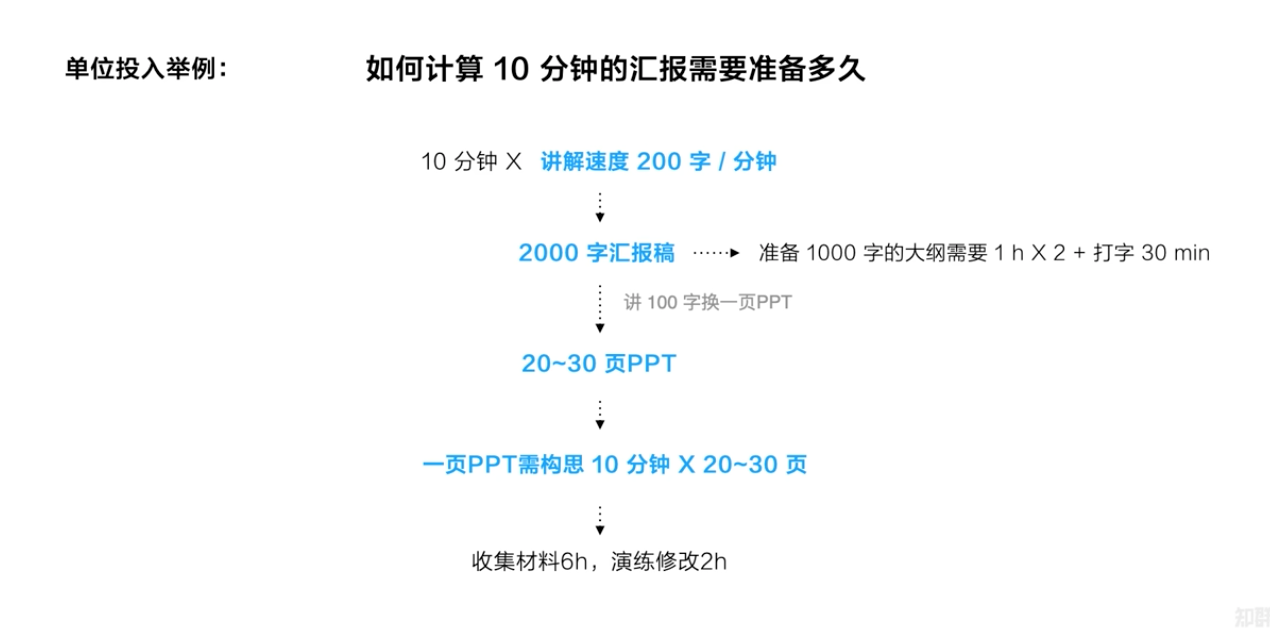 单位投入举例：
如何计算 10 分钟的汇报需要准备多久
10 分钟 X 讲解速度 200 字 / 分钟
2000 字汇报稿
准备 1000 字的大纲需要 1 h X 2 + 打字 30 min
讲 100 字换一页PPT
20~30 页PPT
一页PPT需构思 10 分钟 X 20~30 页
收集材料6h，演练修改2h
知群